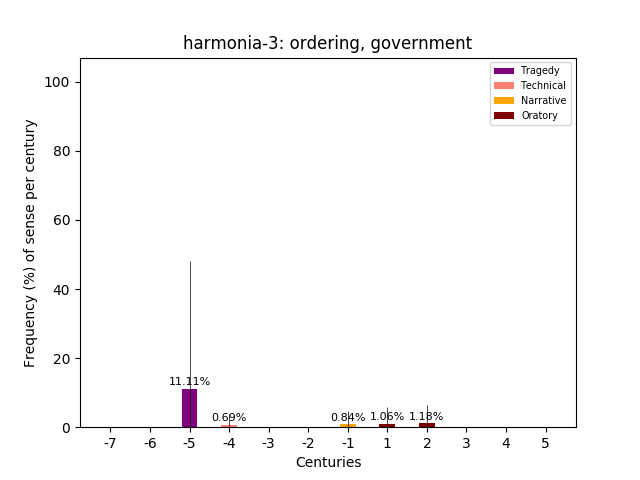 harmonia-3: ordering, government
Tragedy
Technical
Narrative
Oratory
Frequency (%) of sense per century
100
80
60
40
20
0
11.11%
0.69%
0.84%
1.06%
1.18%
-7 -6 -5 -4 -3 -2 -1 1 2 3 4 5
Centuries